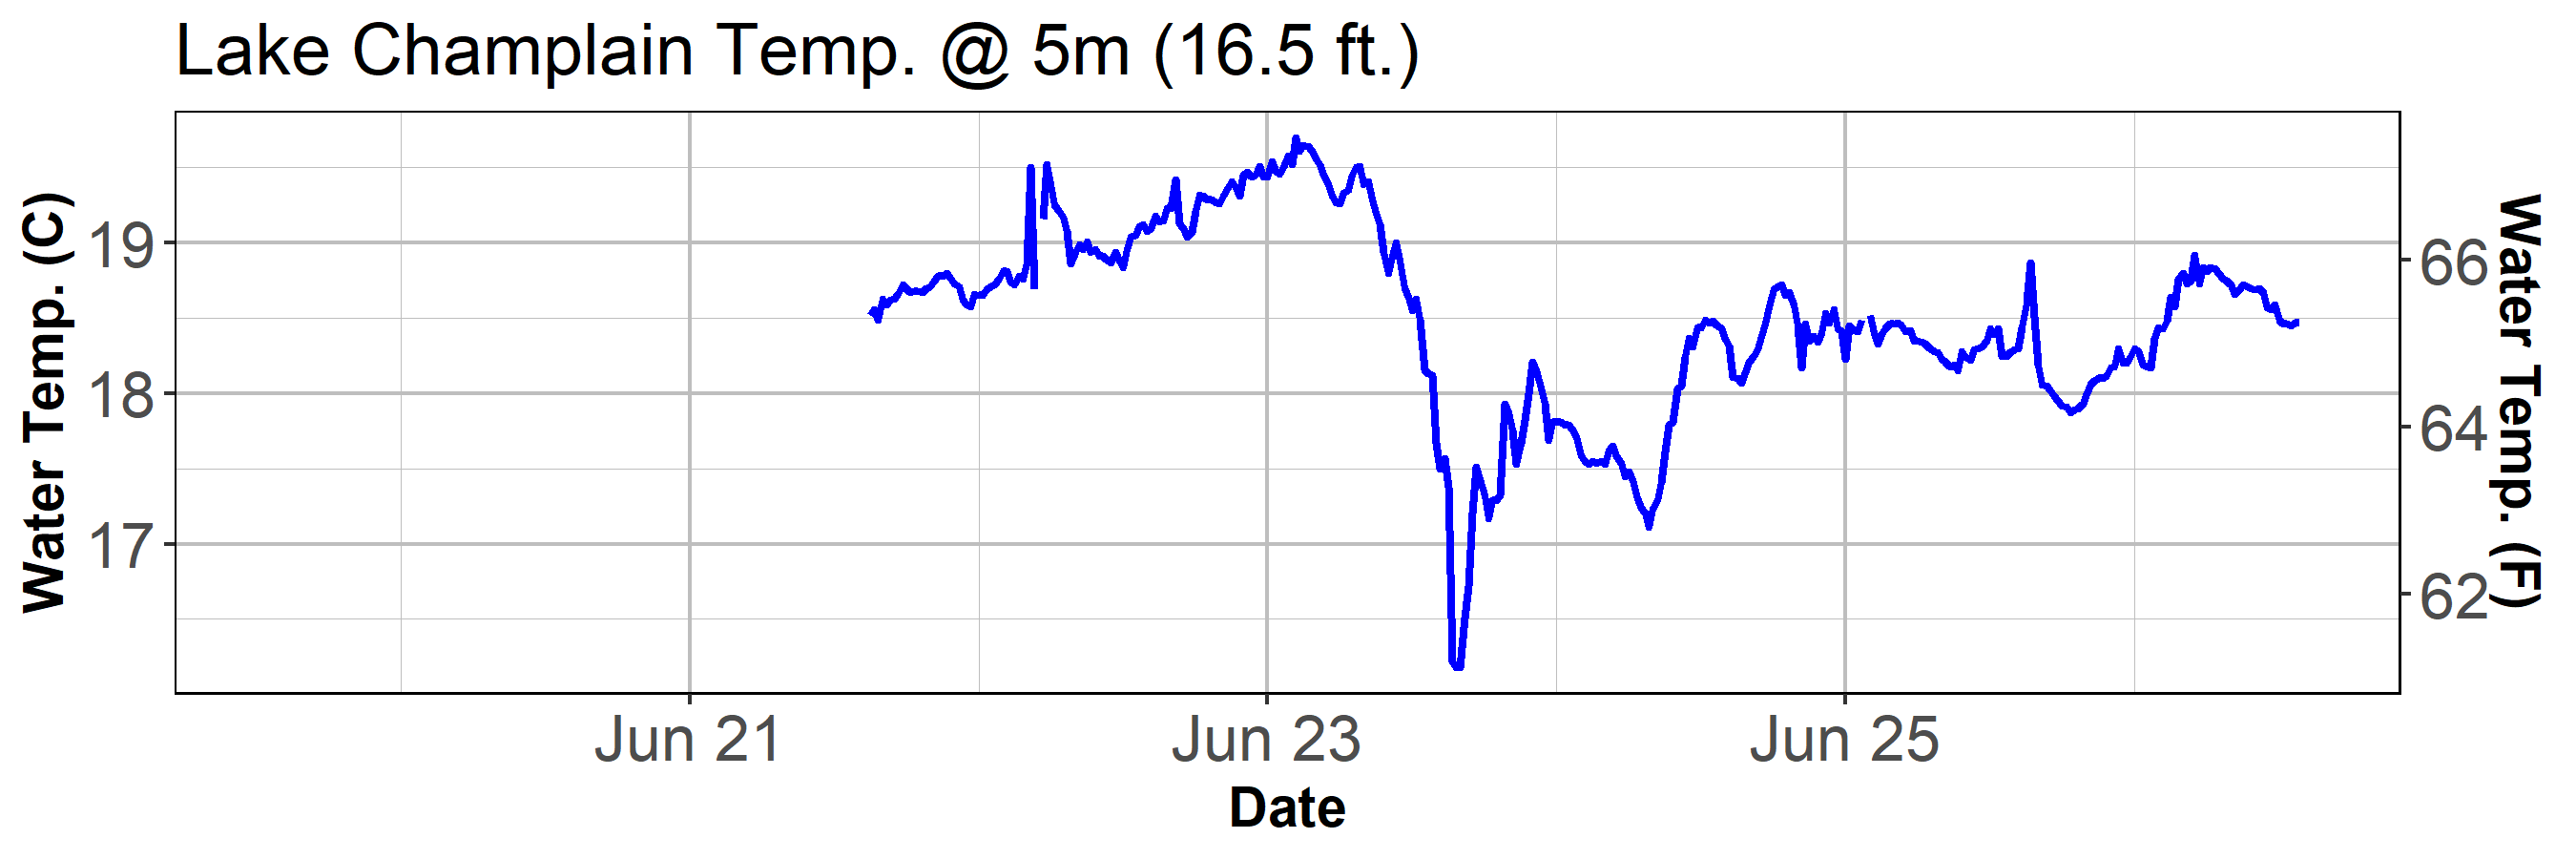 Lake Champlain Temp. @ 5m (16.5 ft.)
Water Temp. (C)
19
18
17
66
64
62
Water Temp. (F)
Jun 21
Jun 23
Jun 25
Date